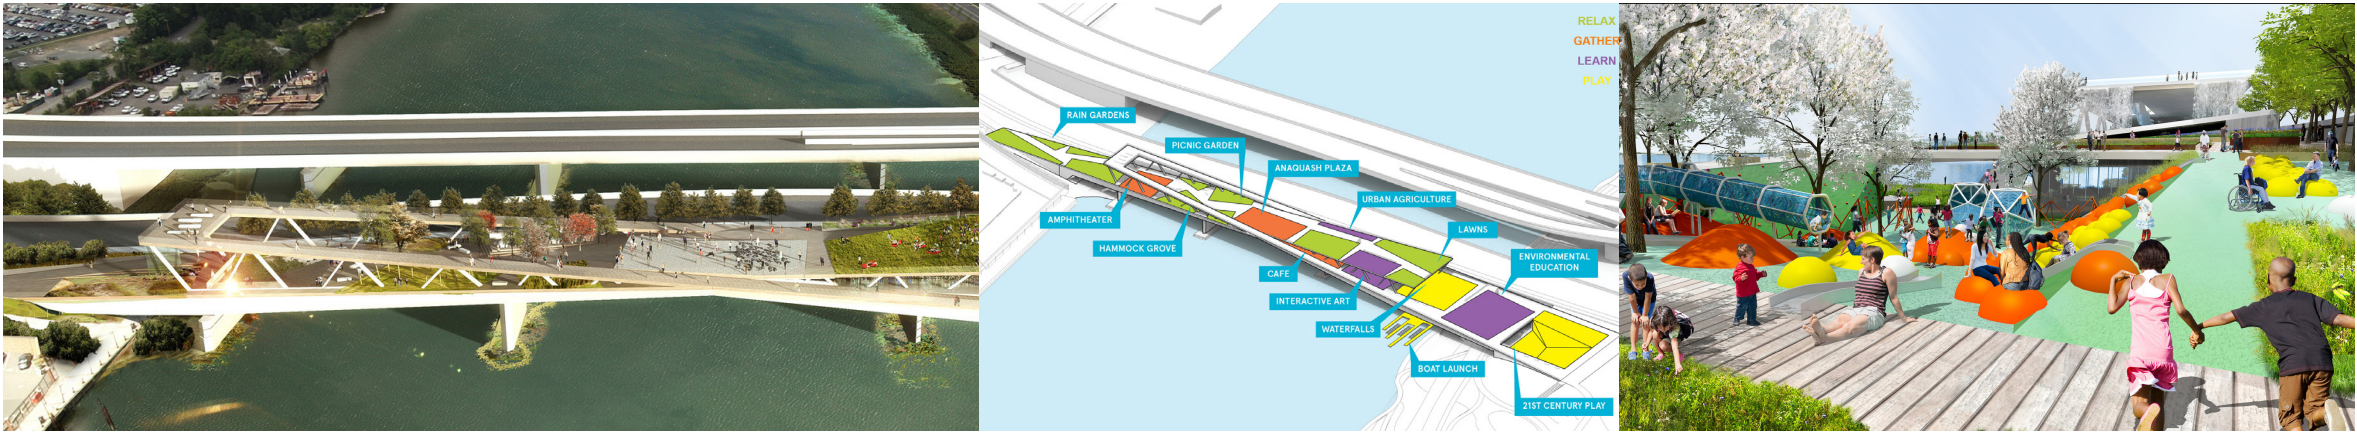 RELAX
GATHER
LEARN
PLAY
RAIN GARDENS
PICNIC GARDEN
ANAQUASH PLAZA
URBAN AGRICULTURE
LAWNS
ENVIRONMENTAL
EDUCATION
AMPHITHEATER
HAMMOCK GROVE
CAFE
INTERACTIVE ART
WATERFALLS
BOAT LAUNCH
21ST CENTURY PLAY